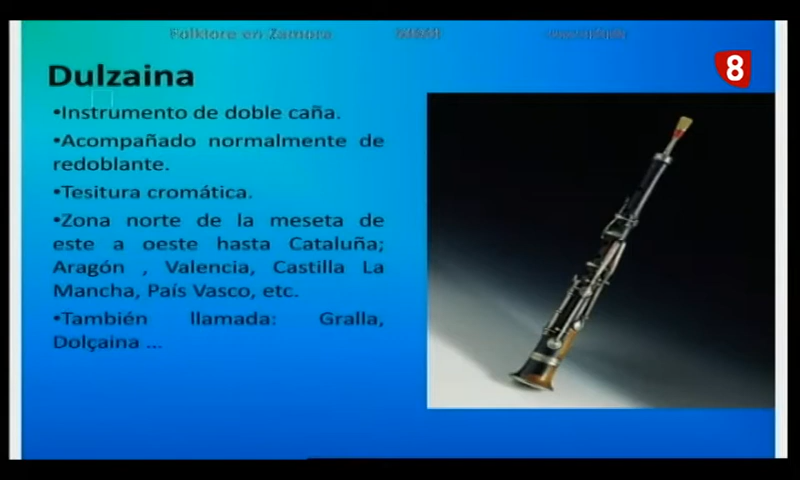 Folklore en Zamora
8
Dulzaina
•Instrumento de doble caña.
•Acompañado normalmente de
redoblante.
•Tesitura cromática.
•Zona norte de la meseta de
este a oeste hasta Cataluña;
Aragón , Valencia, Castilla La
Mancha, País Vasco, etc.
•También llamada: Gralla,
Dolçaina ...